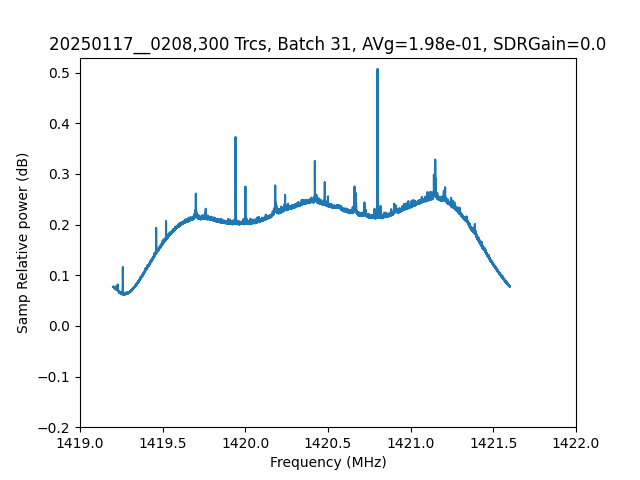 20250117__0208,300 Trcs, Batch 31, AVg=1.98e-01, SDRGain=0.0
0.5
0.4
0.3
0.2
0.1
0.0
−0.1
−0.2
Samp Relative power (dB)
1419.0 1419.5 1420.0 1420.5 1421.0 1421.5 1422.0
Frequency (MHz)